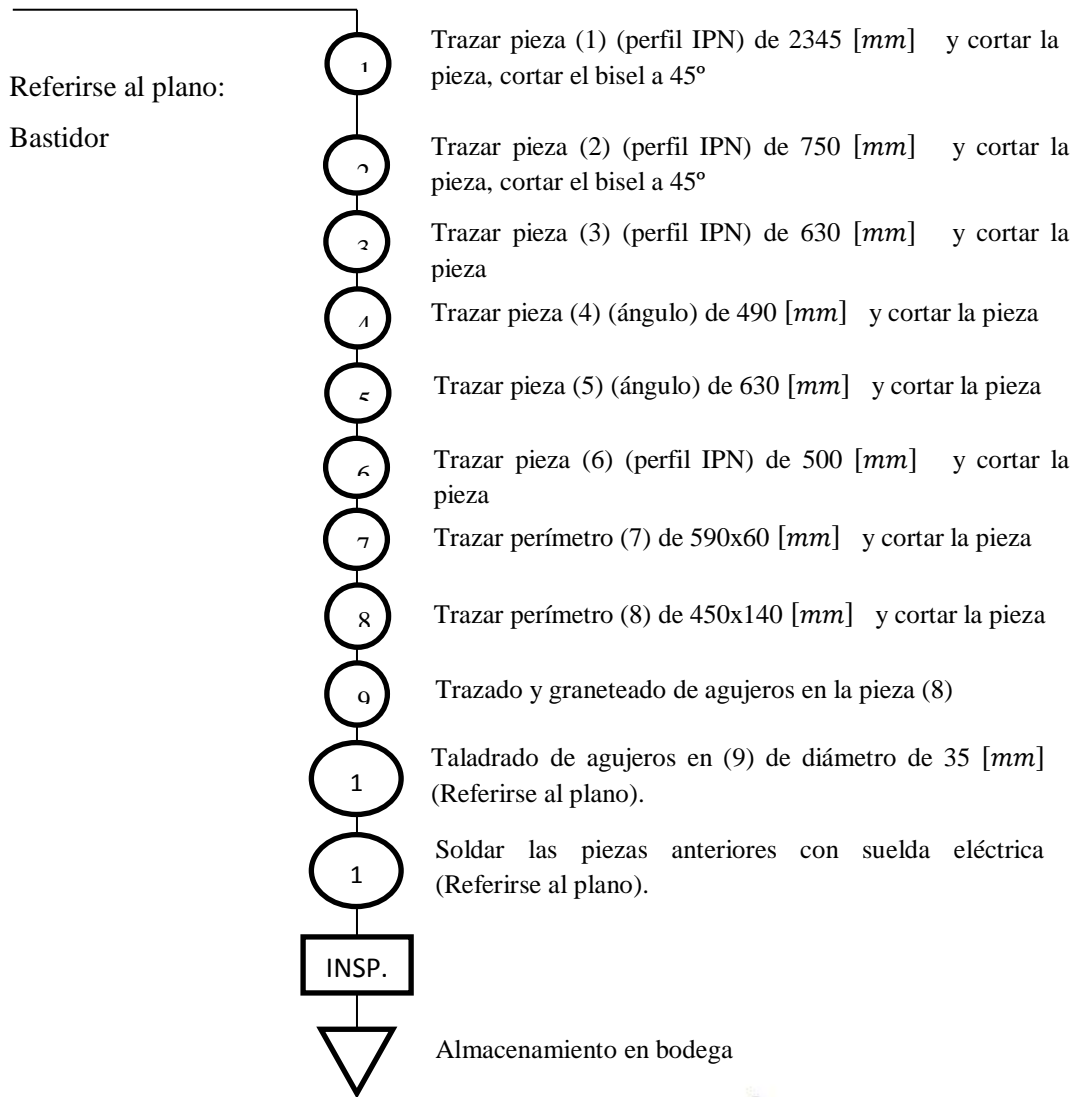 Referirse al plano:
Bastidor
1
Trazar pieza (1) (perfil IPN) de 2345 [mm] y cortar la
pieza, cortar el bisel a 45º
2
Trazar pieza (2) (perfil IPN) de 750 [mm] y cortar la
pieza, cortar el bisel a 45º
3
Trazar pieza (3) (perfil IPN) de 630 [mm] y cortar la
pieza
4
Trazar pieza (4) (ángulo) de 490 [mm] y cortar la pieza
5
Trazar pieza (5) (ángulo) de 630 [mm] y cortar la pieza
6
Trazar pieza (6) (perfil IPN) de 500 [mm] y cortar la
pieza
7
Trazar perímetro (7) de 590x60 [mm] y cortar la pieza
8
Trazar perímetro (8) de 450x140 [mm] y cortar la pieza
9
Trazado y graneteado de agujeros en la pieza (8)
1
Taladrado de agujeros en (9) de diámetro de 35 [mm]
(Referirse al plano).
1
Soldar las piezas anteriores con suelda eléctrica
(Referirse al plano).
INSP.
Almacenamiento en bodega